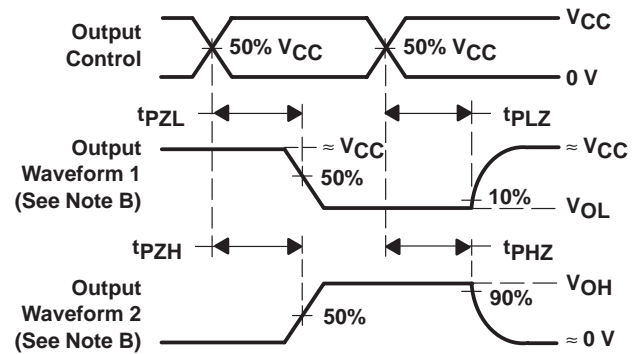 Output
Control
50% VCC
50% VCC
VCC
0 V
tPZL
tPLZ
Output
Waveform 1
(See Note B)
≈ VCC
50%
10%
≈ VCC
VOL
tPZH
tPHZ
Output
Waveform 2
(See Note B)
50%
90%
VOH
≈ 0 V